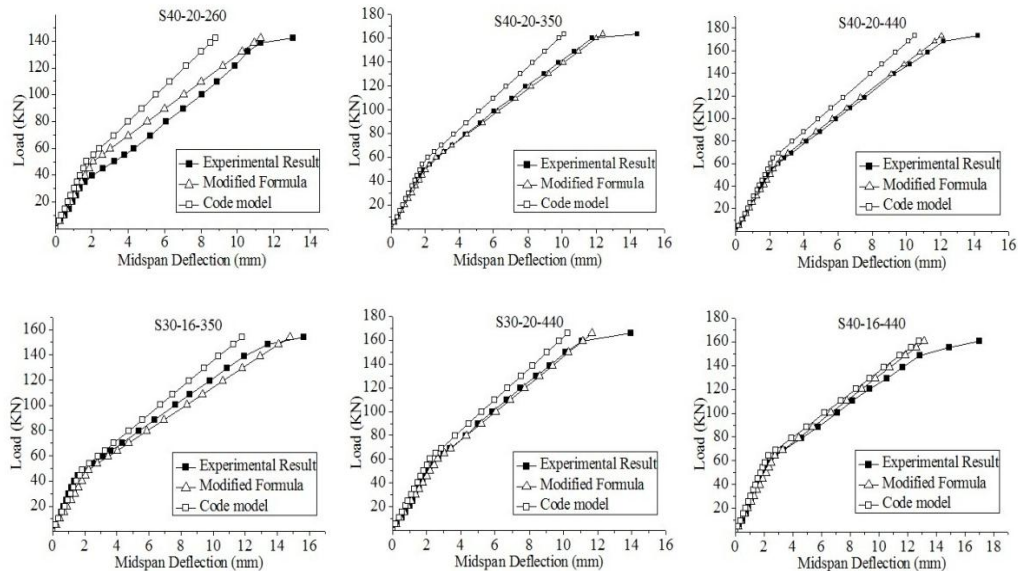 S40-20-260
160
140
120
100
80
60
40
20
Load (KN)
Experimental Result
Modified Formula
Code model
0 2 4 6 8 10 12 14
Midspan Deflection (mm)
S40-20-350
180
160
140
120
100
80
60
40
20
Load (KN)
Experimental Result
Modified Formula
Code model
0 2 4 6 8 10 12 14 16
Midspan Deflection (mm)
S40-20-440
200
180
160
140
120
100
80
60
40
20
Load (KN)
Experimental Result
Modified Formula
Code model
0 2 4 6 8 10 12 14 16
Midspan Deflection (mm)
S30-16-350
180
160
140
120
100
80
60
40
20
Load (KN)
Experimental Result
Modified Formula
Code model
0 2 4 6 8 10 12 14 16
Midspan Deflection (mm)
S30-20-440
180
160
140
120
100
80
60
40
20
Load (KN)
Experimental Result
Modified Formula
Code model
0 2 4 6 8 10 12 14 16
Midspan Deflection (mm)
S40-16-440
180
160
140
120
100
80
60
40
20
Load (KN)
Experimental Result
Modified Formula
Code model
0 2 4 6 8 10 12 14 16 18
Midspan Deflection (mm)